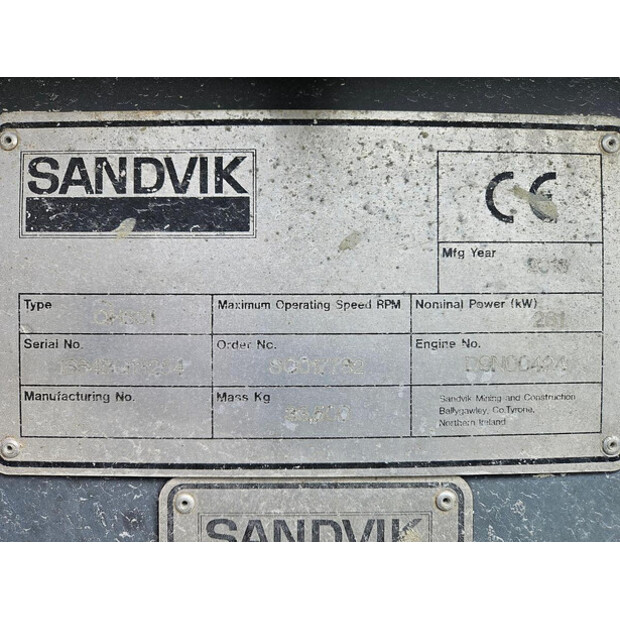 SANDVIK
CE
Mfg Year
Type
Maximum Operating Speed RPM
Nominal Power (kW)
281
Serial No.
Order No.
Engine No.
Manufacturing No.
Mass Kg
Sandvik Mining and Construction
Ballygawley, Co.Tyrone,
Northern Ireland
SANDVIK